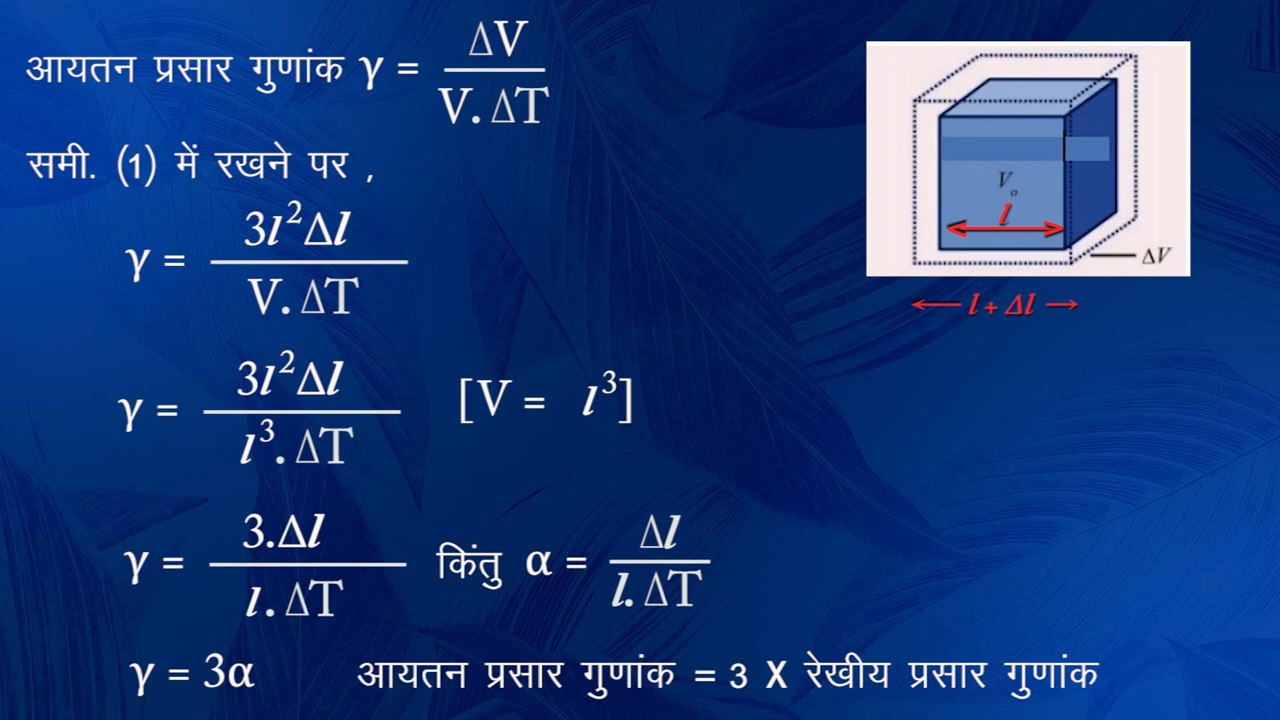 आयतन प्रसार गुणांक γ = ΔV / V. ΔT
समी. (1) में रखने पर ,
γ = 3l²Δl / V. ΔT
γ = 3l²Δl / l³. ΔT [V = l³]
γ = 3.Δl / l. ΔT किंतु α = Δl / l. ΔT
γ = 3α आयतन प्रसार गुणांक = 3 X रेखीय प्रसार गुणांक
V₀
l
ΔV
l + Δl